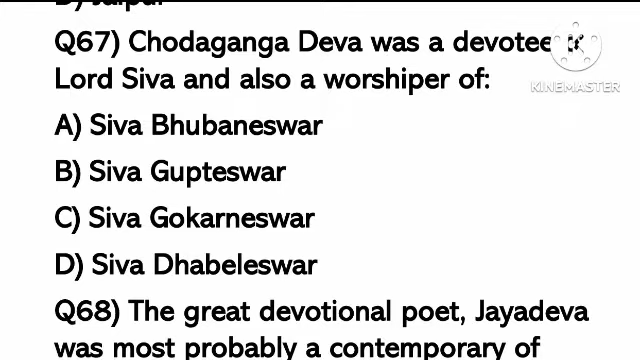 D) Jaipur
Q67) Chodaganga Deva was a devotee
Lord Siva and also a worshiper of:
KINEMASTER
A) Siva Bhubaneswar
B) Siva Gupteswar
C) Siva Gokarneswar
D) Siva Dhabeleswar
Q68) The great devotional poet, Jayadeva
was most probably a contemporary of